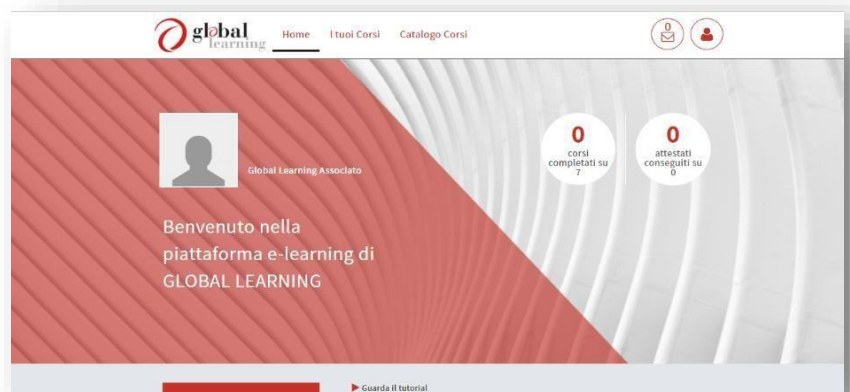 global
learning
Home I tuoi Corsi Catalogo Corsi
0
Global Learning Associato
0
corsi
completati su
7
0
attestati
conseguiti su
0
Benvenuto nella
piattaforma e-learning di
GLOBAL LEARNING
Guarda il tutorial